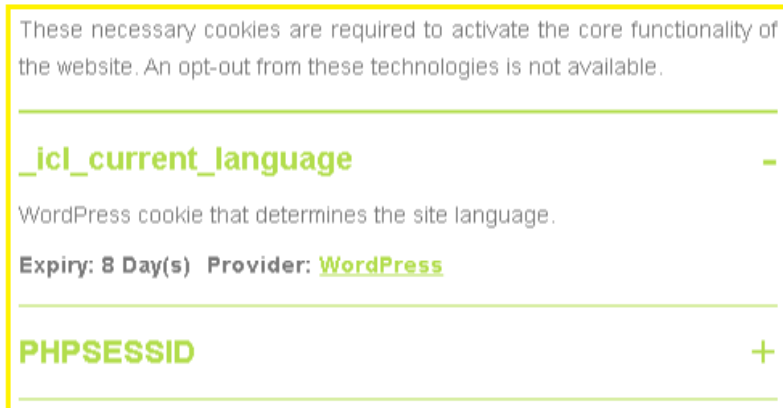 These necessary cookies are required to activate the core functionality of
the website. An opt-out from these technologies is not available.
_icl_current_language -
WordPress cookie that determines the site language.
Expiry: 8 Day(s) Provider: WordPress
PHPSESSID +